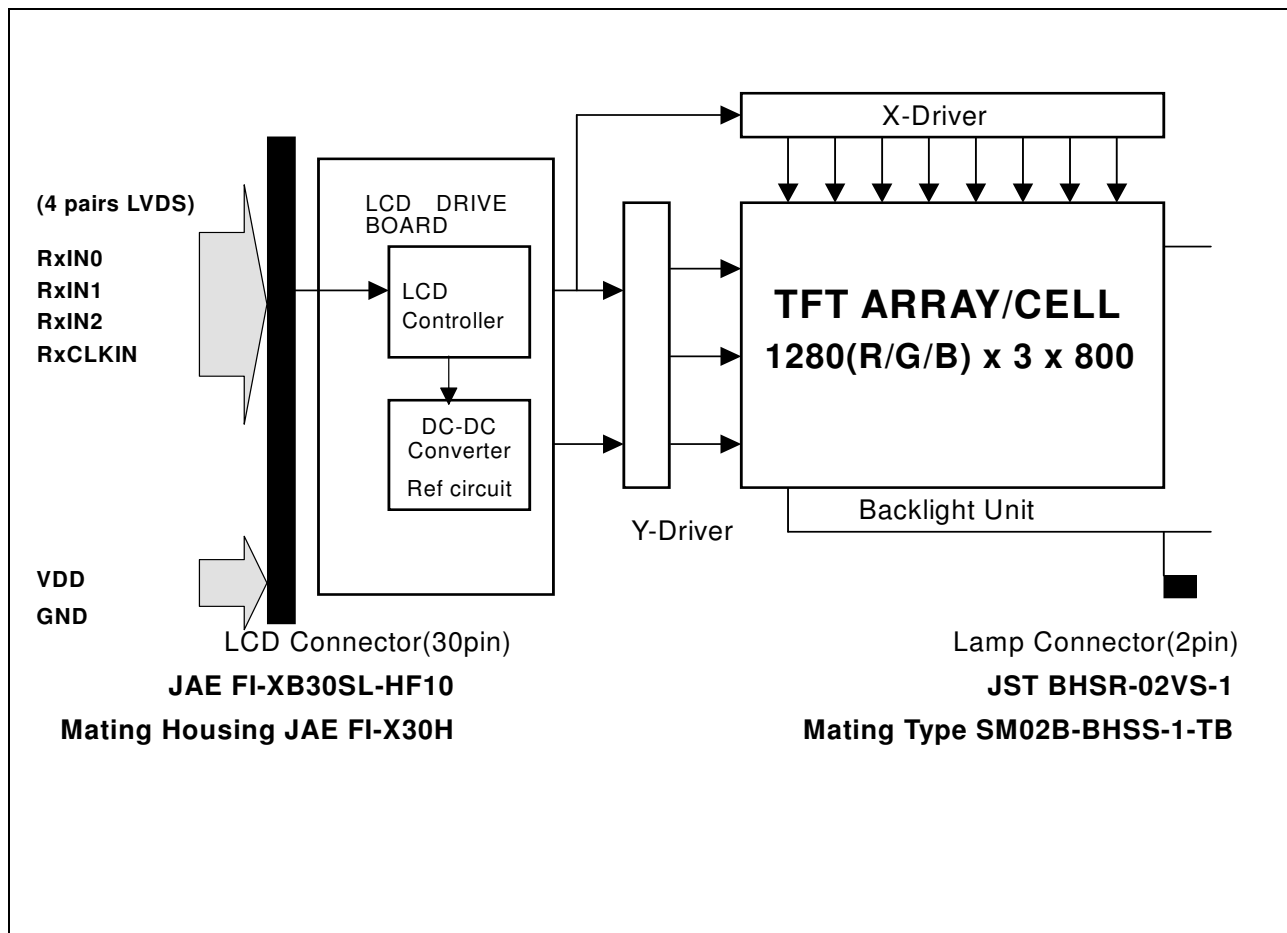 X-Driver
(4 pairs LVDS)
RxIN0
RxIN1
RxIN2
RxCLKIN
LCD DRIVE
BOARD
LCD
Controller
DC-DC
Converter
Ref circuit
TFT ARRAY/CELL
1280(R/G/B) x 3 x 800
Backlight Unit
Y-Driver
VDD
GND
LCD Connector(30pin)
JAE FI-XB30SL-HF10
Mating Housing JAE FI-X30H
Lamp Connector(2pin)
JST BHSR-02VS-1
Mating Type SM02B-BHSS-1-TB